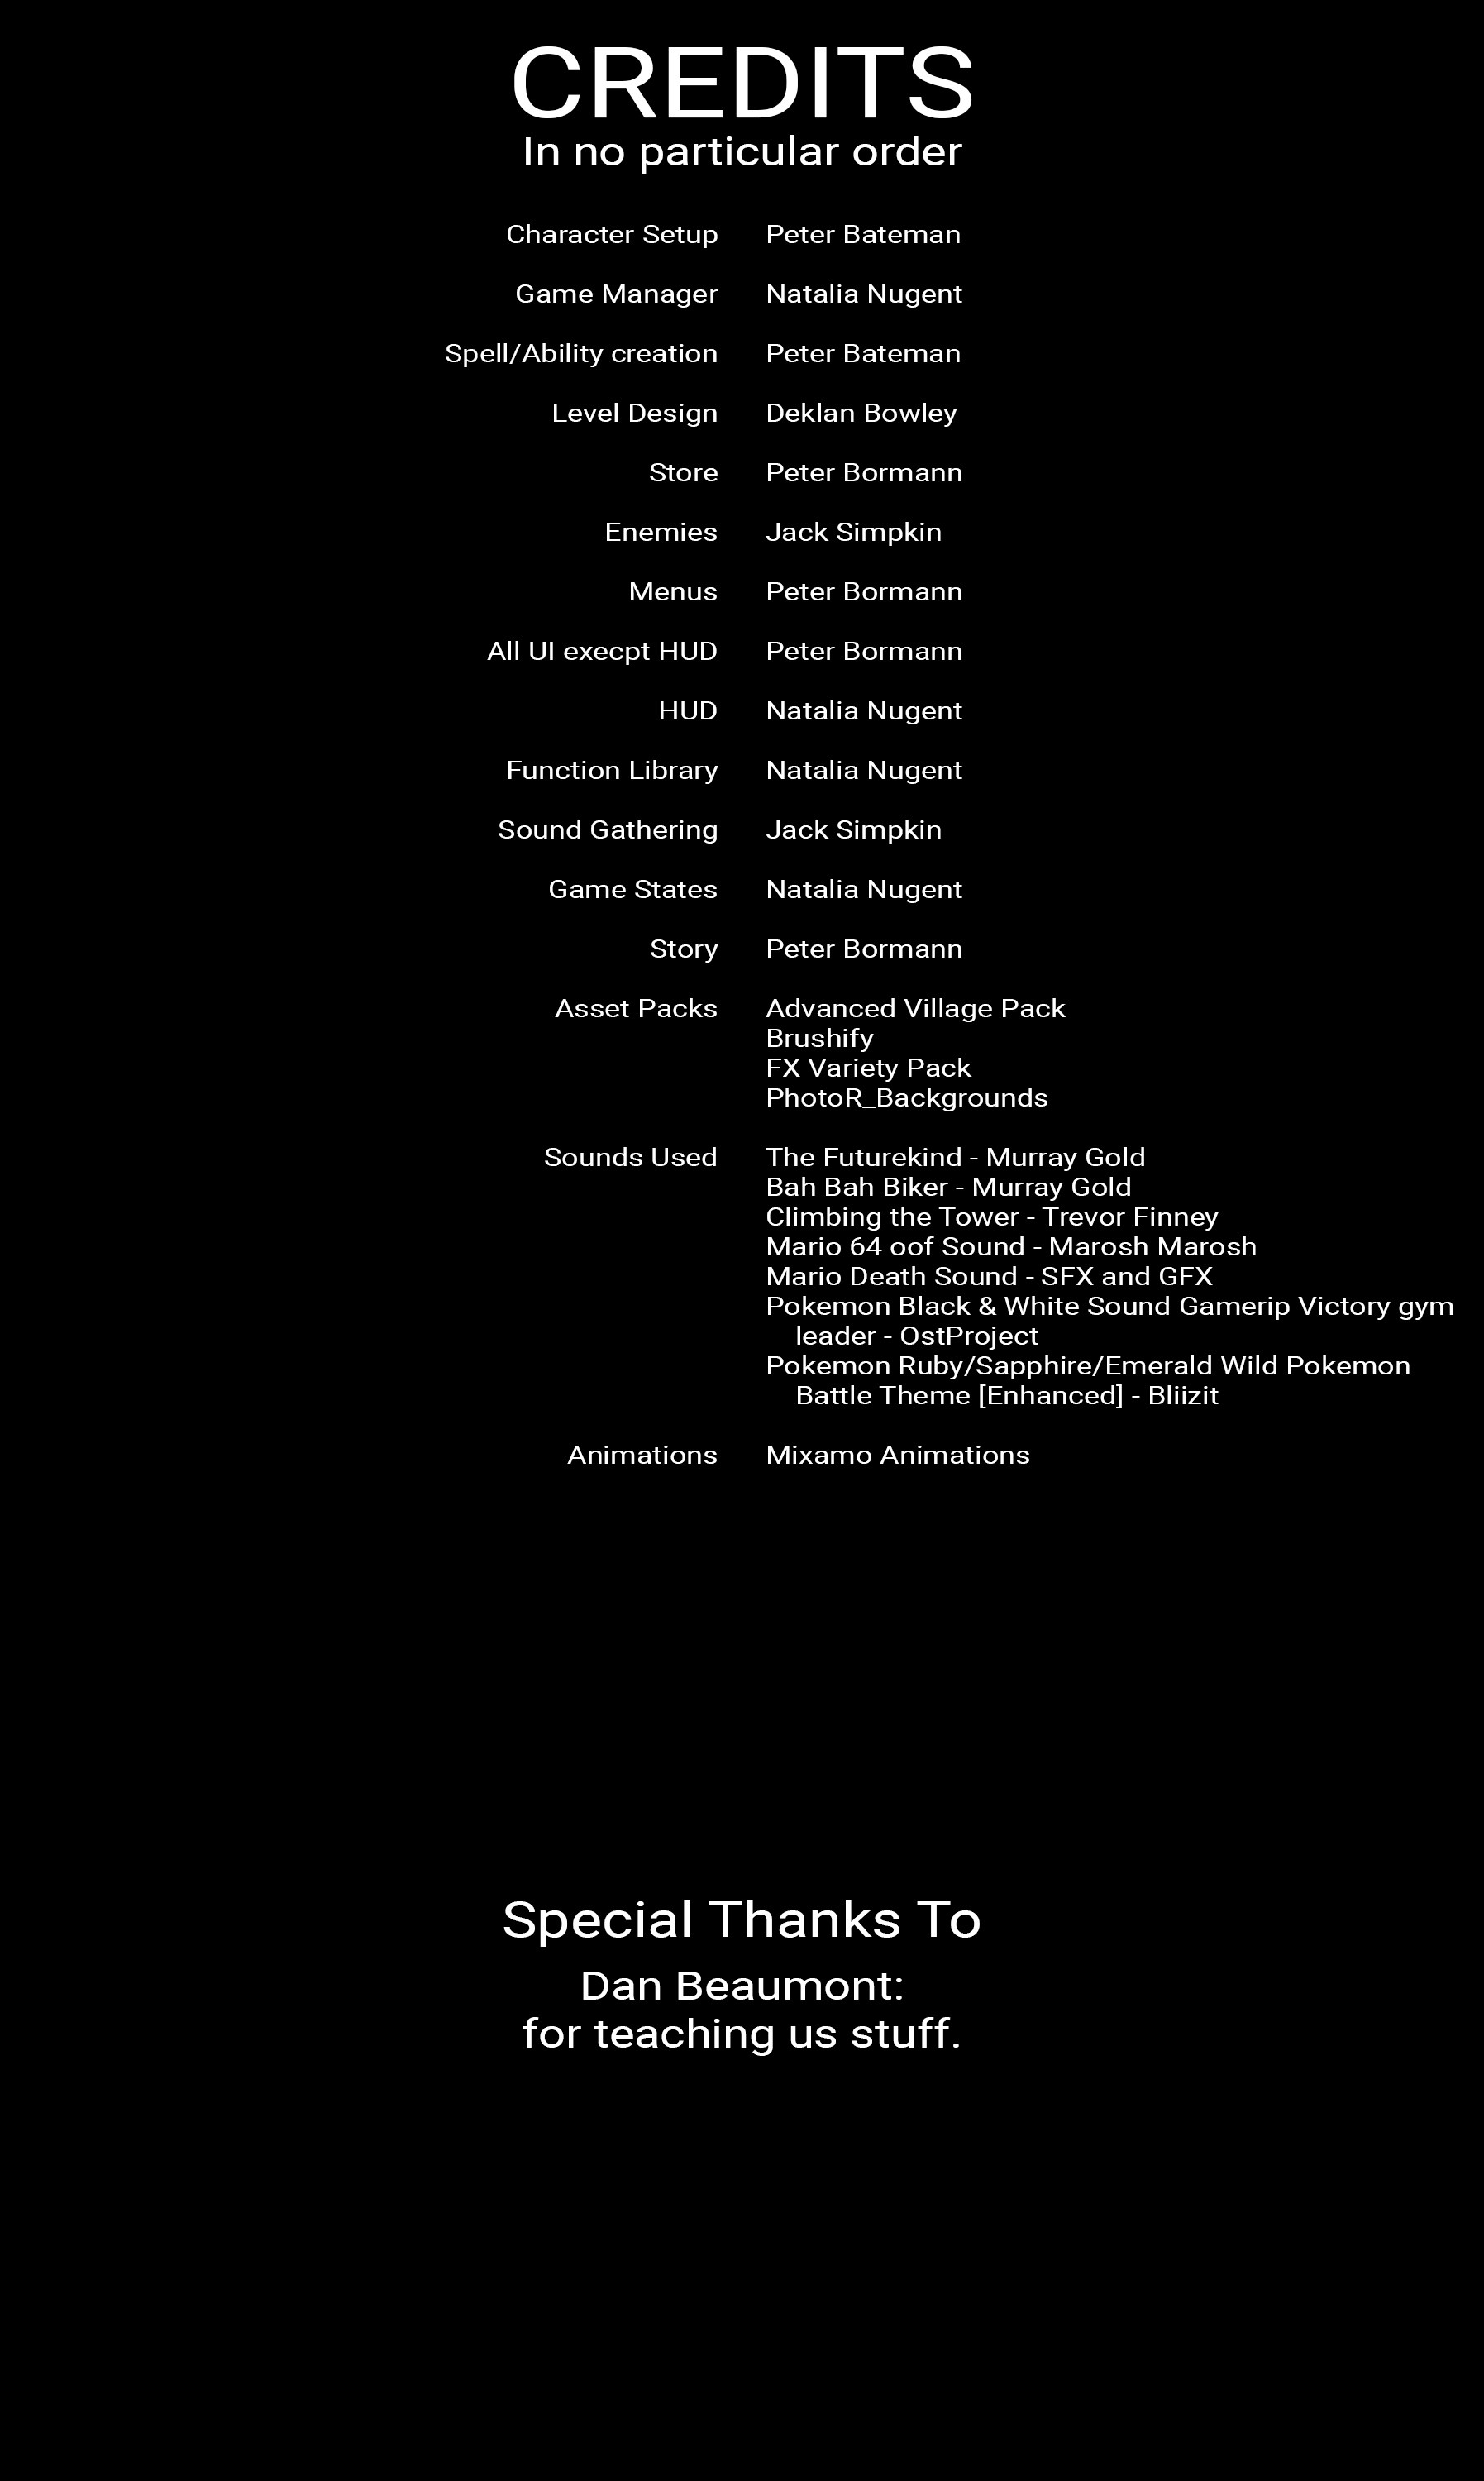 CREDITS
In no particular order
Character Setup Peter Bateman
Game Manager Natalia Nugent
Spell/Ability creation Peter Bateman
Level Design Deklan Bowley
Store Peter Bormann
Enemies Jack Simpkin
Menus Peter Bormann
All UI execpt HUD Peter Bormann
HUD Natalia Nugent
Function Library Natalia Nugent
Sound Gathering Jack Simpkin
Game States Natalia Nugent
Story Peter Bormann
Asset Packs Advanced Village Pack
Brushify
FX Variety Pack
PhotoR_Backgrounds
Sounds Used The Futurekind - Murray Gold
Bah Bah Biker - Murray Gold
Climbing the Tower - Trevor Finney
Mario 64 oof Sound - Marosh Marosh
Mario Death Sound - SFX and GFX
Pokemon Black & White Sound Gamerip Victory gym
leader - OstProject
Pokemon Ruby/Sapphire/Emerald Wild Pokemon
Battle Theme [Enhanced] - Bliizit
Animations Mixamo Animations
Special Thanks To
Dan Beaumont:
for teaching us stuff.